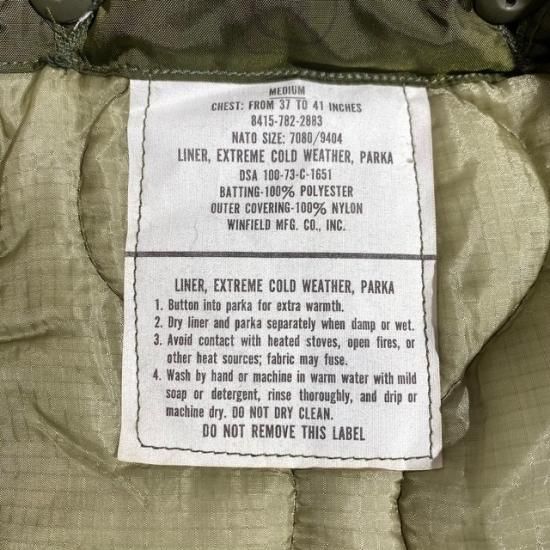 MEDIUM
CHEST: FROM 37 TO 41 INCHES
8415-782-2883
NATO SIZE: 7080/9404
LINER, EXTREME COLD WEATHER, PARKA
DSA 100-73-C-1651
BATTING-100% POLYESTER
OUTER COVERING-100% NYLON
WINFIELD MFG. CO., INC.
LINER, EXTREME COLD WEATHER, PARKA
1. Button into parka for extra warmth.
2. Dry liner and parka separately when damp or wet.
3. Avoid contact with heated stoves, open fires, or
other heat sources; fabric may fuse.
4. Wash by hand or machine in warm water with mild
soap or detergent, rinse thoroughly, and drip or
machine dry. DO NOT DRY CLEAN.
DO NOT REMOVE THIS LABEL